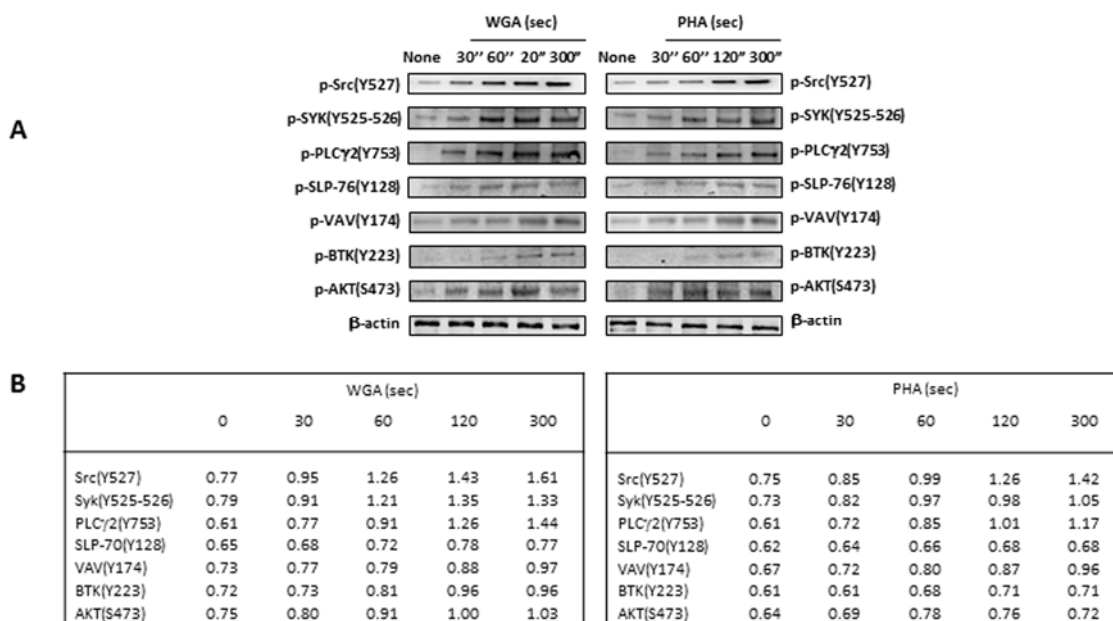 WGA (sec) PHA (sec)
None 30’’ 60’’ 20” 300” None 30’’ 60’’ 120” 300”
p-Src(Y527) p-Src(Y527)
A p-SYK(Y525-526) p-SYK(Y525-526)
p-PLCγ2(Y753) p-PLCγ2(Y753)
p-SLP-76(Y128) p-SLP-76(Y128)
p-VAV(Y174) p-VAV(Y174)
p-BTK(Y223) p-BTK(Y223)
p-AKT(S473) p-AKT(S473)
β-actin β-actin
B
WGA (sec)
0 30 60 120 300
Src(Y527) 0.77 0.95 1.26 1.43 1.61
Syk(Y525-526) 0.79 0.91 1.21 1.35 1.33
PLCγ2(Y753) 0.61 0.77 0.91 1.26 1.44
SLP-70(Y128) 0.65 0.68 0.72 0.78 0.77
VAV(Y174) 0.73 0.77 0.79 0.88 0.97
BTK(Y223) 0.72 0.73 0.81 0.96 0.96
AKT(S473) 0.75 0.80 0.91 1.00 1.03
PHA (sec)
0 30 60 120 300
Src(Y527) 0.75 0.85 0.99 1.26 1.42
Syk(Y525-526) 0.73 0.82 0.97 0.98 1.05
PLCγ2(Y753) 0.61 0.72 0.85 1.01 1.17
SLP-70(Y128) 0.62 0.64 0.66 0.68 0.68
VAV(Y174) 0.67 0.72 0.80 0.87 0.96
BTK(Y223) 0.61 0.61 0.68 0.71 0.71
AKT(S473) 0.64 0.69 0.78 0.76 0.72